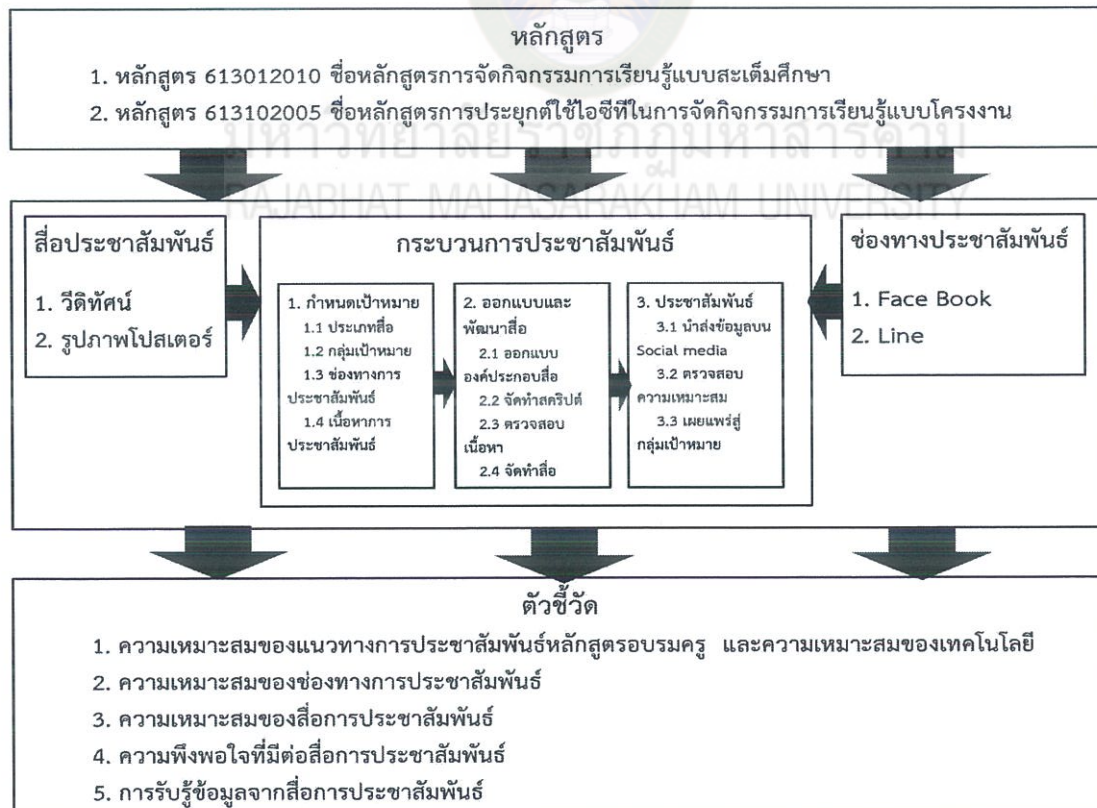 หลักสูตร
1. หลักสูตร 613012010 ชื่อหลักสูตรการจัดกิจกรรมการเรียนรู้แบบสะเต็มศึกษา
2. หลักสูตร 613102005 ชื่อหลักสูตรการประยุกต์ใช้ไอซีทีในการจัดกิจกรรมการเรียนรู้แบบโครงงาน
มหาวิทยาลัยราชภัฏมหาสารคาม
RAJABHAT MAHASARAKHAM UNIVERSITY
สื่อประชาสัมพันธ์
1. วีดิทัศน์
2. รูปภาพโปสเตอร์
กระบวนการประชาสัมพันธ์
1. กำหนดเป้าหมาย
1.1 ประเภทสื่อ
1.2 กลุ่มเป้าหมาย
1.3 ช่องทางการ
ประชาสัมพันธ์
1.4 เนื้อหาการ
ประชาสัมพันธ์
2. ออกแบบและ
พัฒนาสื่อ
2.1 ออกแบบ
องค์ประกอบสื่อ
2.2 จัดทำสคริปต์
2.3 ตรวจสอบ
เนื้อหา
2.4 จัดทำสื่อ
3. ประชาสัมพันธ์
3.1 นำส่งข้อมูลบน
Social media
3.2 ตรวจสอบ
ความเหมาะสม
3.3 เผยแพร่สู่
กลุ่มเป้าหมาย
ช่องทางประชาสัมพันธ์
1. Face Book
2. Line
ตัวชี้วัด
1. ความเหมาะสมของแนวทางการประชาสัมพันธ์หลักสูตรอบรมครู และความเหมาะสมของเทคโนโลยี
2. ความเหมาะสมของช่องทางการประชาสัมพันธ์
3. ความเหมาะสมของสื่อการประชาสัมพันธ์
4. ความพึงพอใจที่มีต่อสื่อการประชาสัมพันธ์
5. การรับรู้ข้อมูลจากสื่อการประชาสัมพันธ์